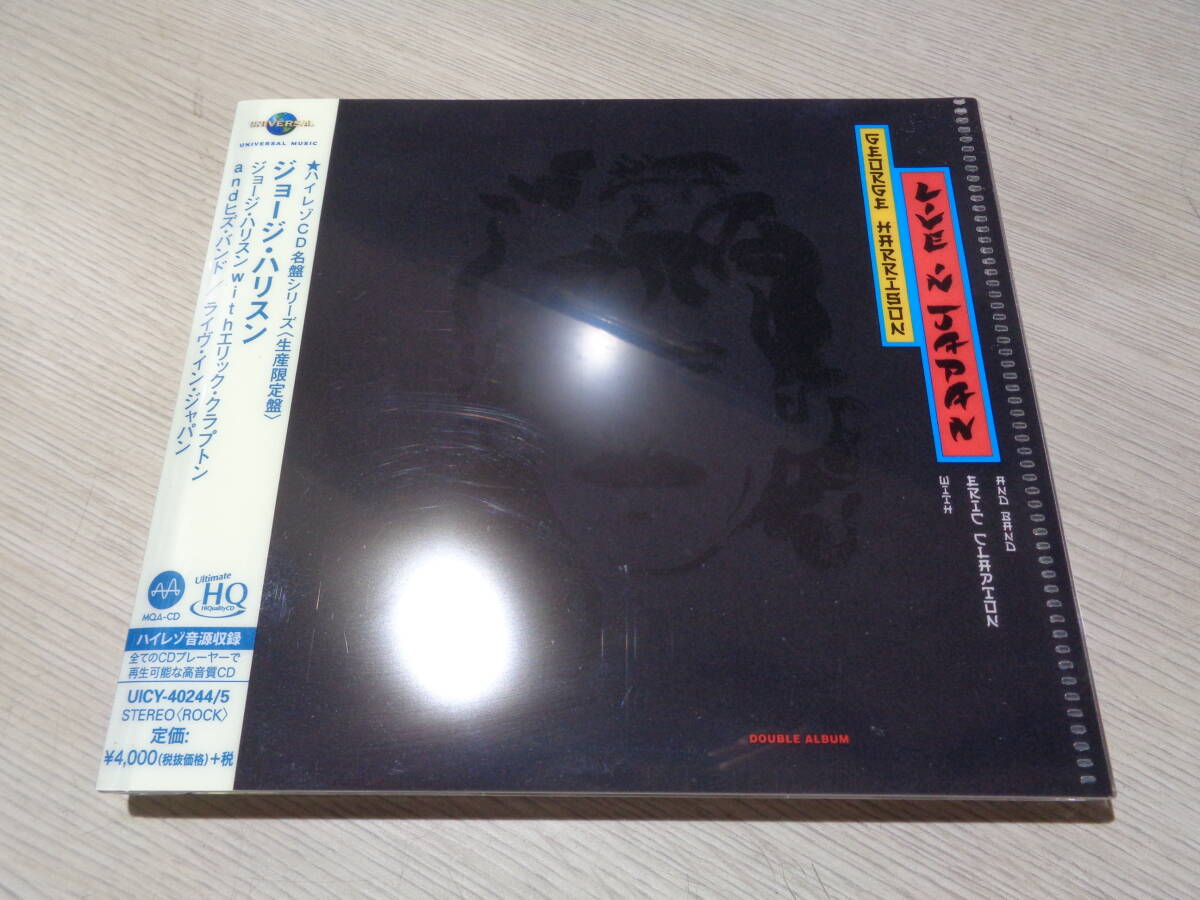 UNIVERSAL
UNIVERSAL MUSIC
★ハイレゾCD名盤シリーズ〈生産限定盤〉
ジョージ・ハリスン
ジョージ・ハリスン withエリック・クラプトン
andヒズ・バンド／ライヴ・イン・ジャパン
MQA-CD
Ultimate
HQ
HiQualityCD
ハイレゾ音源収録
全てのCDプレーヤーで
再生可能な高音質CD
UICY-40244/5
STEREO〈ROCK〉
定価:
¥4,000(税抜価格)+税
GEORGE HARRISON
LIVE IN JAPAN
WITH
ERIC CLAPTON
AND BAND
DOUBLE ALBUM